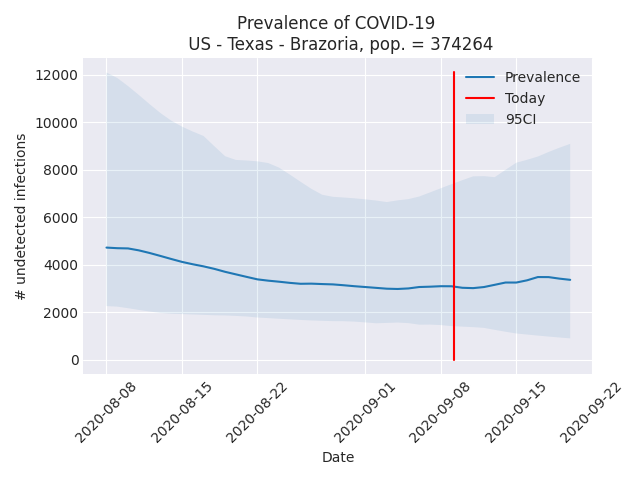 Prevalence of COVID-19
US - Texas - Brazoria, pop. = 374264
12000
10000
8000
6000
4000
2000
0
# undetected infections
Prevalence
Today
95CI
2020-08-08
2020-08-15
2020-08-22
2020-09-01
2020-09-08
2020-09-15
2020-09-22
Date